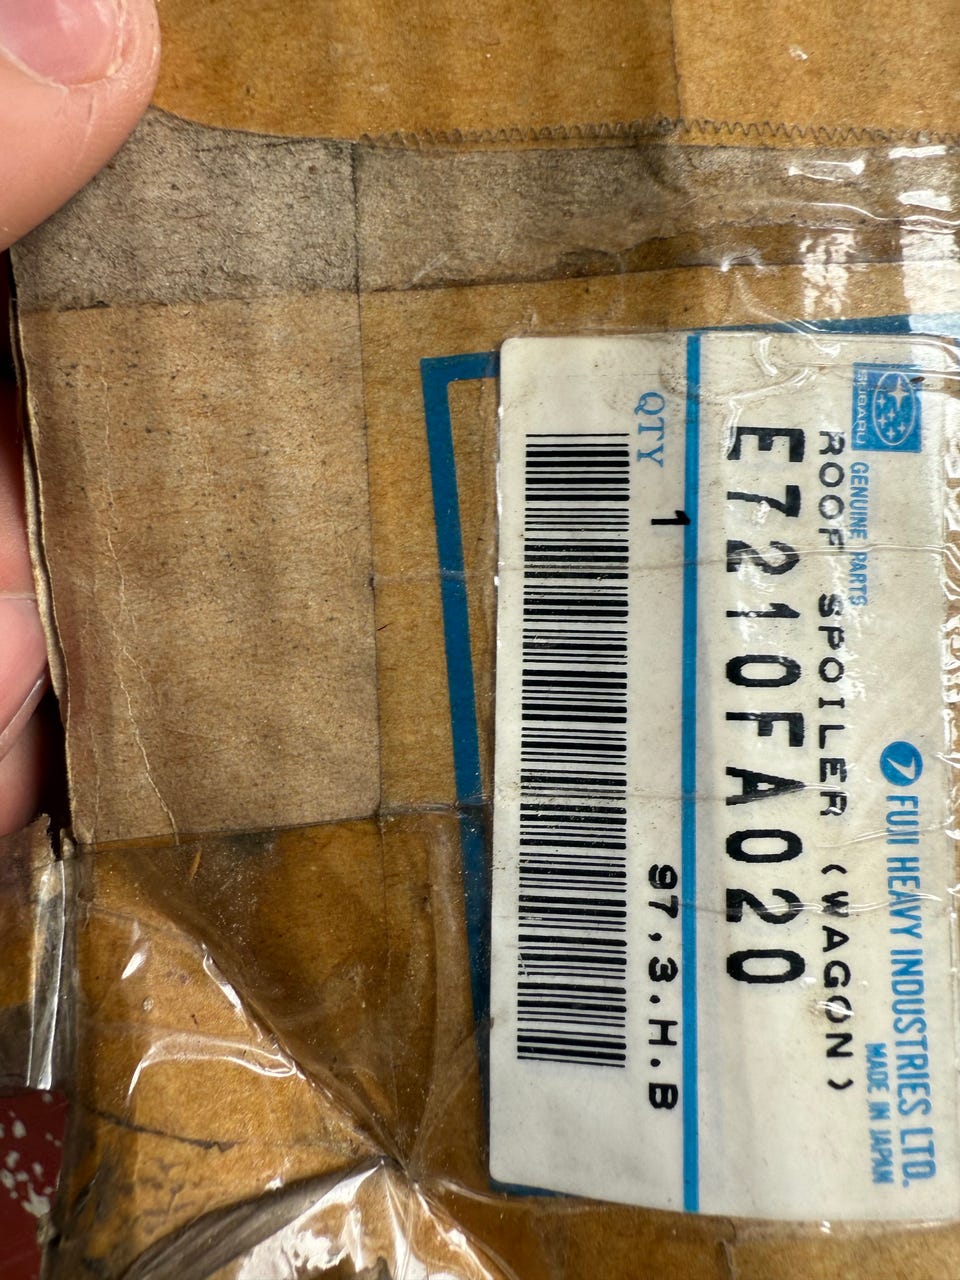 SUBARU
GENUINE PARTS
FUJI HEAVY INDUSTRIES LTD.
MADE IN JAPAN
ROOF SPOILER (WAGON)
E7210FA020
QTY 1
97,3.H.B